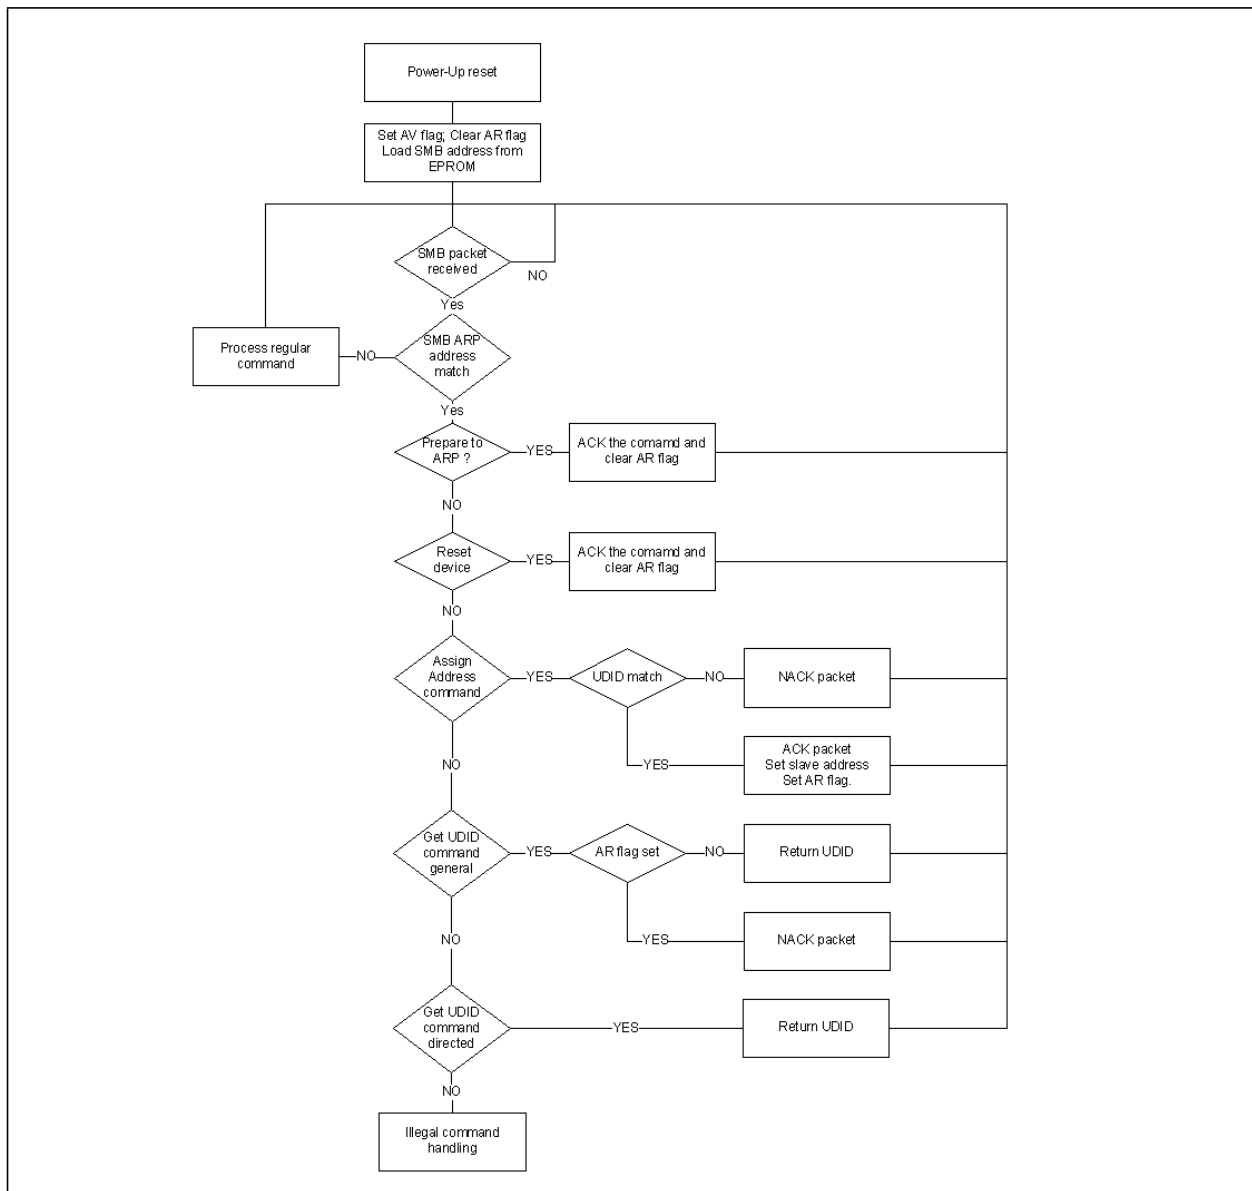 Power-Up reset
Set AV flag; Clear AR flag
Load SMB address from
EPROM
SMB packet
received
NO
Yes
Process regular
command
NO
SMB ARP
address
match
Yes
Prepare to
ARP ?
YES
ACK the comamd and
clear AR flag
NO
Reset
device
YES
ACK the comamd and
clear AR flag
NO
Assign
Address
command
YES
UDID match
NO
NACK packet
YES
ACK packet
Set slave address
Set AR flag.
NO
Get UDID
command
general
YES
AR flag set
NO
Return UDID
YES
NACK packet
NO
Get UDID
command
directed
YES
Return UDID
NO
Illegal command
handling